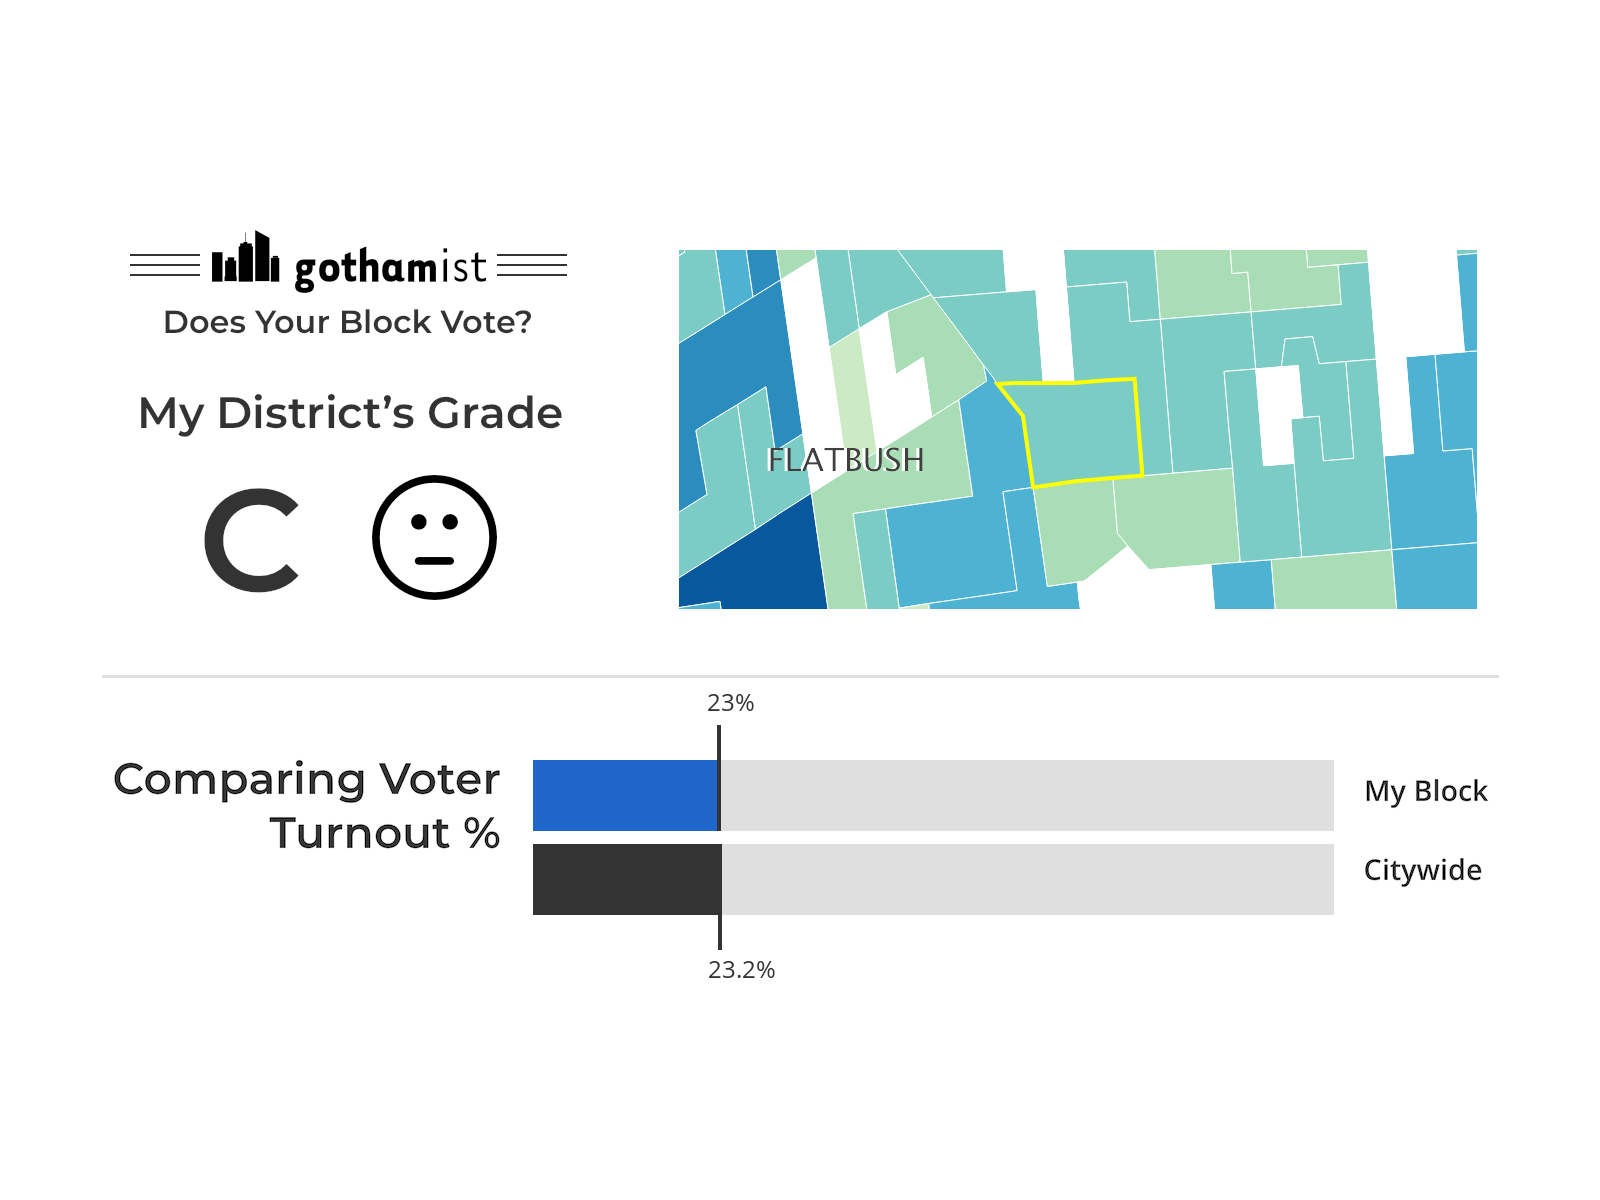 gothamist
Does Your Block Vote?
My District’s Grade
C
FLATBUSH
23%
Comparing Voter
Turnout %
My Block
Citywide
23.2%